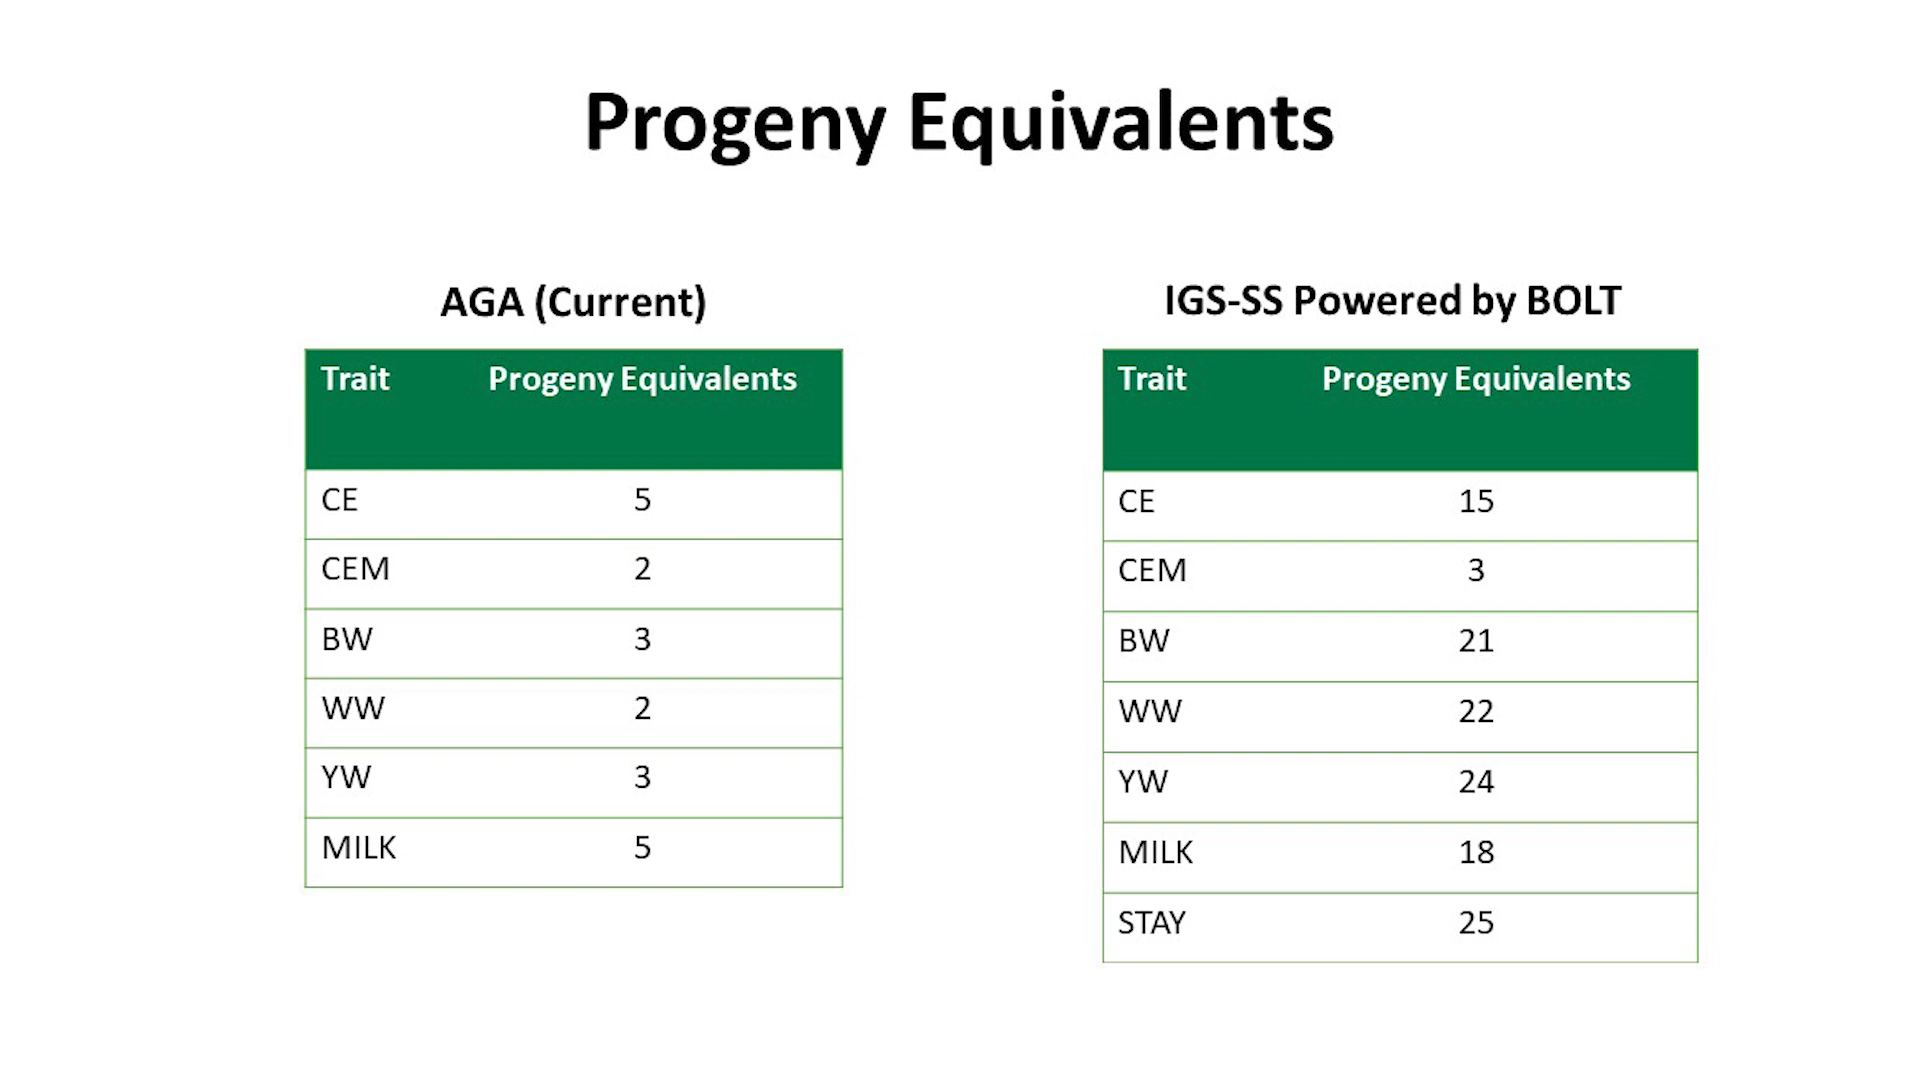 Progeny Equivalents
AGA (Current)
Trait Progeny Equivalents
CE 5
CEM 2
BW 3
WW 2
YW 3
MILK 5
IGS-SS Powered by BOLT
Trait Progeny Equivalents
CE 15
CEM 3
BW 21
WW 22
YW 24
MILK 18
STAY 25